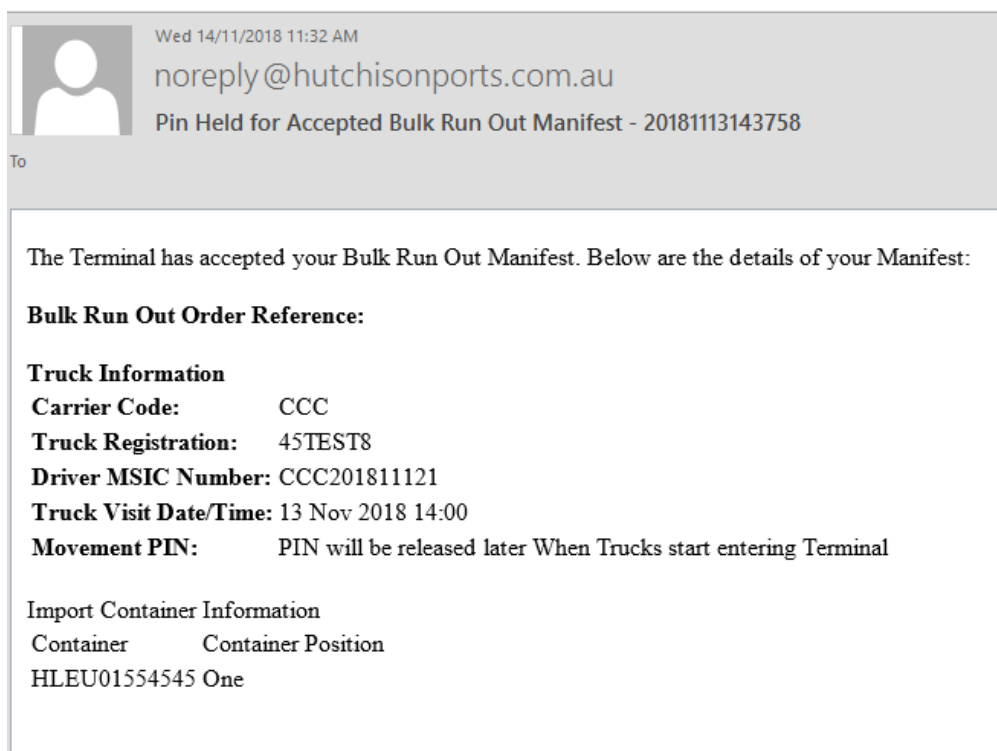 Wed 14/11/2018 11:32 AM
noreply@hutchisonports.com.au
Pin Held for Accepted Bulk Run Out Manifest - 20181113143758
To
The Terminal has accepted your Bulk Run Out Manifest. Below are the details of your Manifest:
Bulk Run Out Order Reference:
Truck Information
Carrier Code: CCC
Truck Registration: 45TEST8
Driver MSIC Number: CCC201811121
Truck Visit Date/Time: 13 Nov 2018 14:00
Movement PIN: PIN will be released later When Trucks start entering Terminal
Import Container Information
Container Container Position
HLEU01554545 One